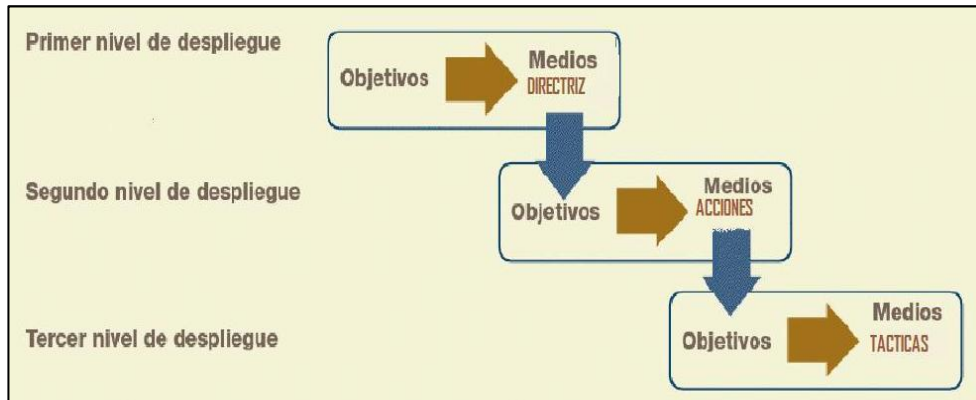 Primer nivel de despliegue
Objetivos
Medios
DIRECTRIZ
Segundo nivel de despliegue
Objetivos
Medios
ACCIONES
Tercer nivel de despliegue
Objetivos
Medios
TACTICAS